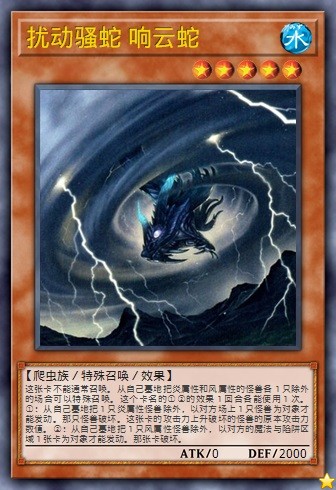 扰动骚蛇 响云蛇
水
【爬虫族/特殊召唤/效果】
这张卡不能通常召唤。从自己墓地把炎属性和风属性的怪兽各1只除外
的场合可以特殊召唤。这个卡名的①②的效果1回合各能使用1次。
①：从自己墓地把1只炎属性怪兽除外，以对方场上1只怪兽为对象才
能发动。那只怪兽破坏。这张卡的攻击力上升破坏的怪兽的原本攻击力
数值。②：从自己墓地把1只风属性怪兽除外，以对方的魔法与陷阱区
域1张卡为对象才能发动。那张卡破坏。
ATK/0 DEF/2000